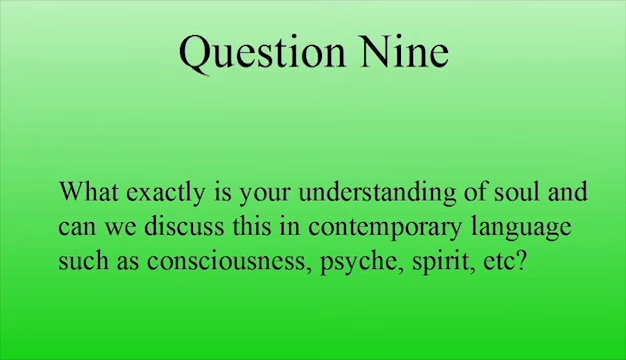 Question Nine
What exactly is your understanding of soul and
can we discuss this in contemporary language
such as consciousness, psyche, spirit, etc?